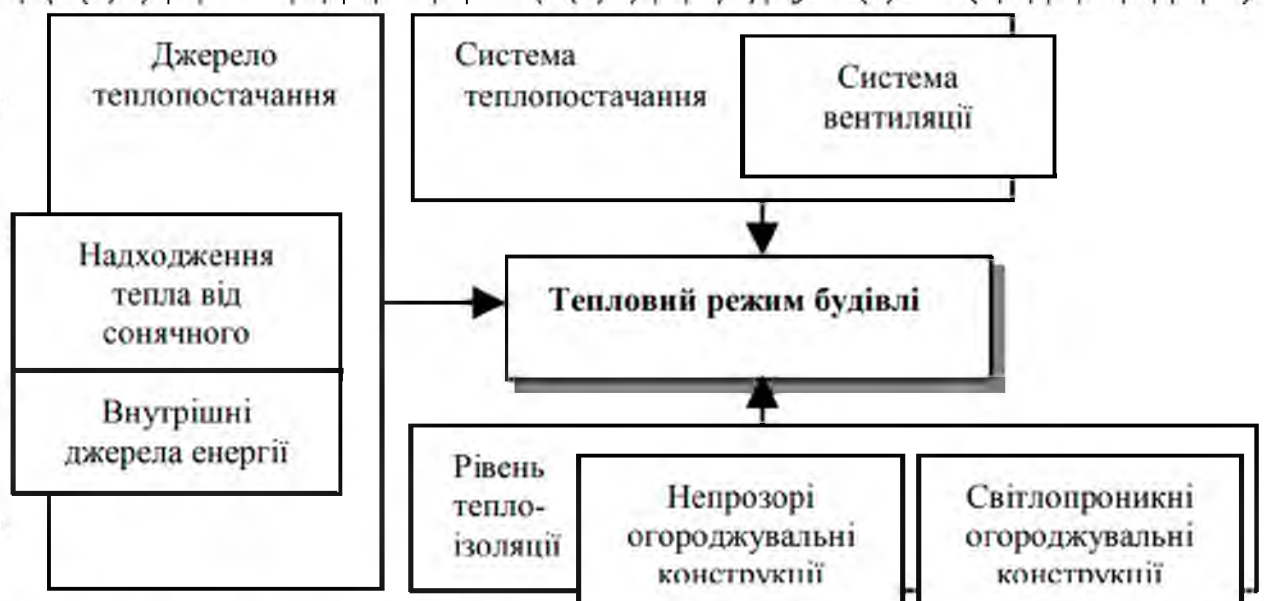 Джерело
теплопостачання
Надходження
тепла від
сонячного
Внутрішні
джерела енергії
Система
теплопостачання
Система
вентиляції
Тепловий режим будівлі
Рівень
тепло-
ізоляції
Непрозорі
огороджувальні
конструкції
Світлопроникні
огороджувальні
конструкції